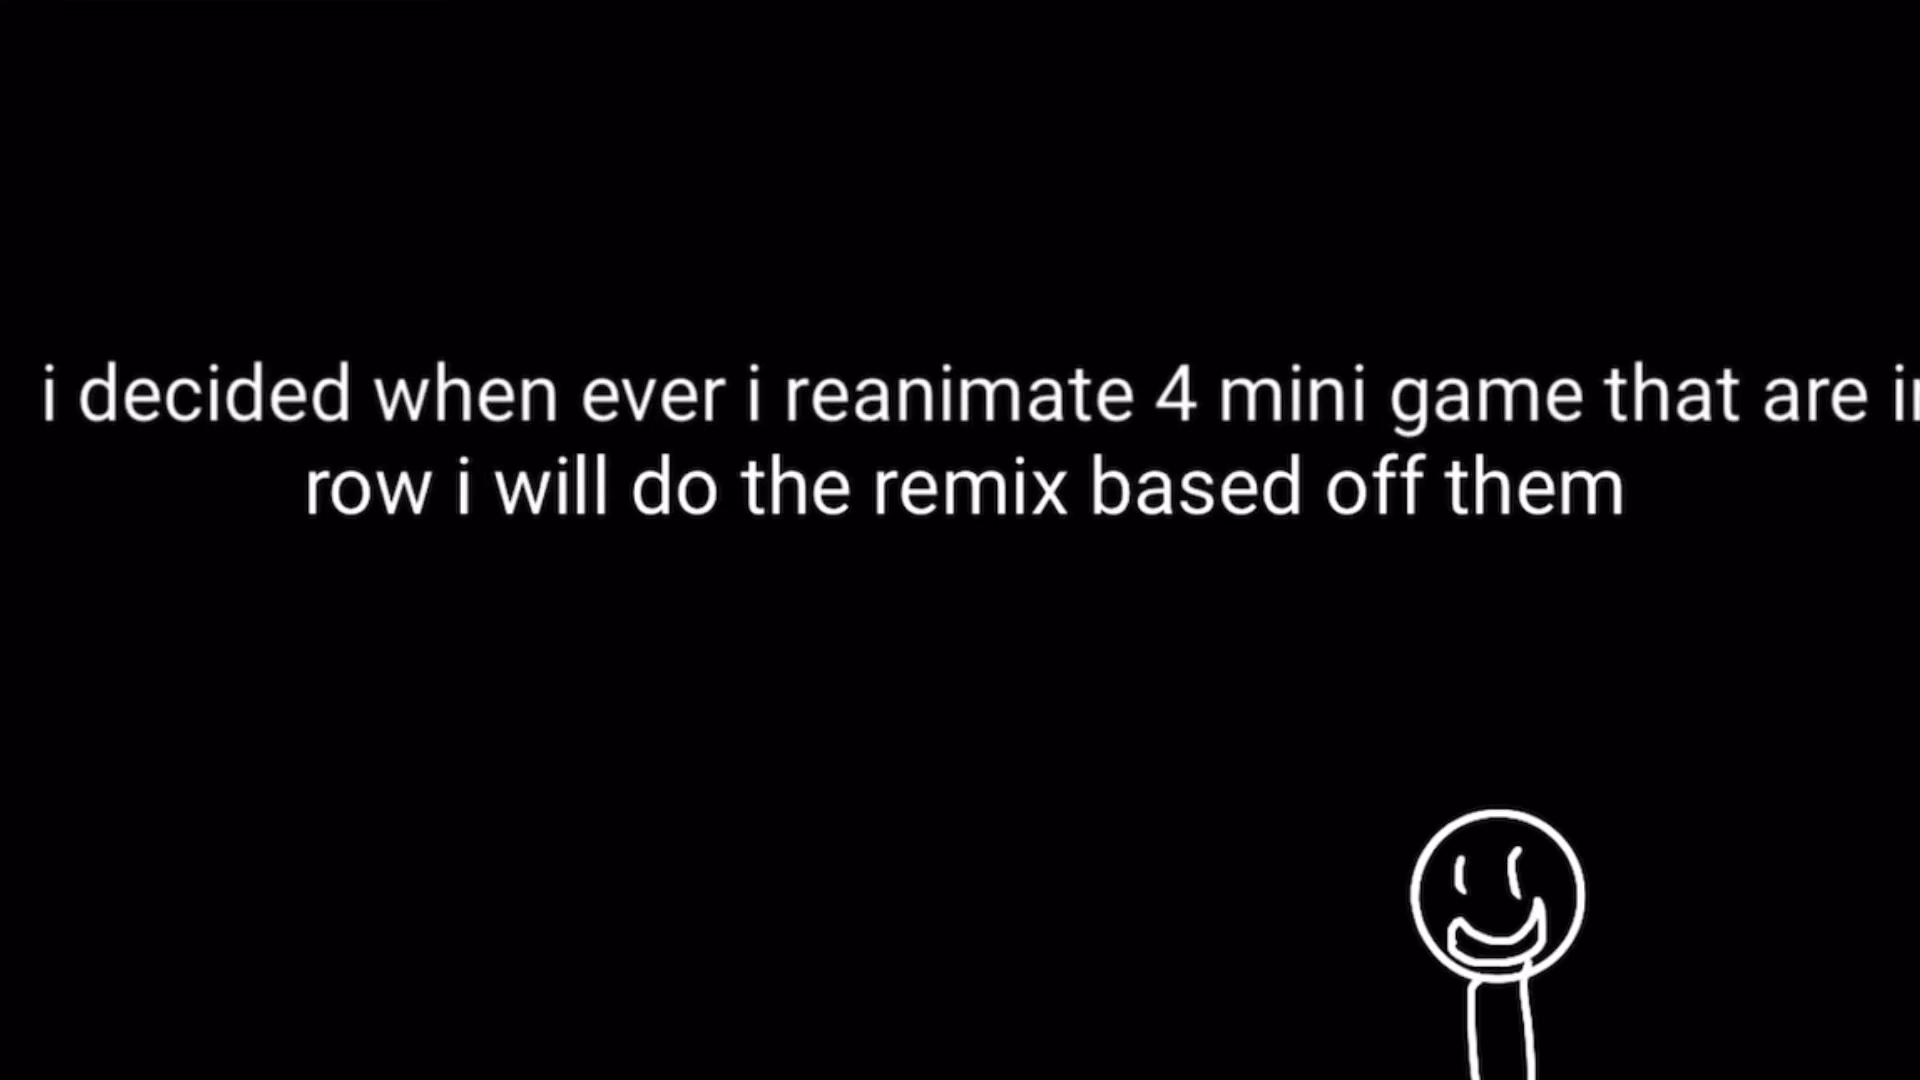 i decided when ever i reanimate 4 mini game that are
row i will do the remix based off them